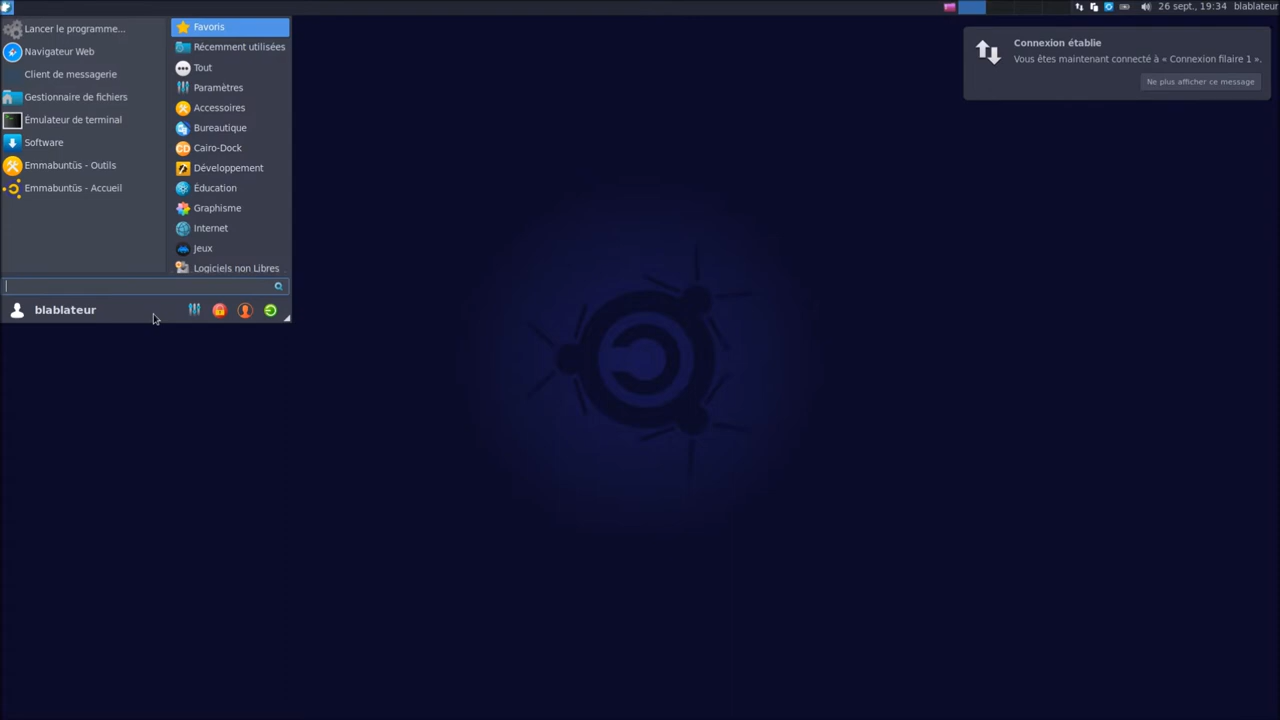 26 sept., 19:34 blablateur
Lancer le programme...
Navigateur Web
Client de messagerie
Gestionnaire de fichiers
Émulateur de terminal
Software
Emmabuntüs - Outils
Emmabuntüs - Accueil
Favoris
Récemment utilisées
Tout
Paramètres
Accessoires
Bureautique
Cairo-Dock
Développement
Éducation
Graphisme
Internet
Jeux
Logiciels non Libres
blablateur
Connexion établie
Vous êtes maintenant connecté à « Connexion filaire 1 ».
Ne plus afficher ce message